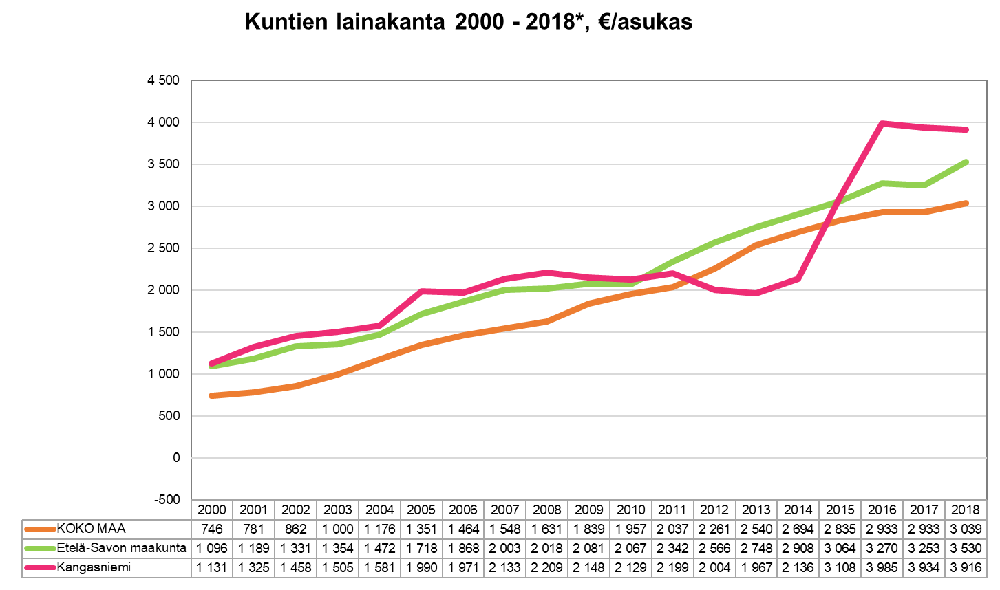 Kuntien lainakanta 2000 - 2018*, €/asukas
4 500
4 000
3 500
3 000
2 500
2 000
1 500
1 000
500
0
-500
2000 2001 2002 2003 2004 2005 2006 2007 2008 2009 2010 2011 2012 2013 2014 2015 2016 2017 2018
KOKO MAA 746 781 862 1 000 1 176 1 351 1 464 1 548 1 631 1 839 1 957 2 037 2 261 2 540 2 694 2 835 2 933 2 933 3 039
Etelä-Savon maakunta 1 096 1 189 1 331 1 354 1 472 1 718 1 868 2 003 2 018 2 081 2 067 2 342 2 566 2 748 2 908 3 064 3 270 3 253 3 530
Kangasniemi 1 131 1 325 1 458 1 505 1 581 1 990 1 971 2 133 2 209 2 148 2 129 2 199 2 004 1 967 2 136 3 108 3 985 3 934 3 916